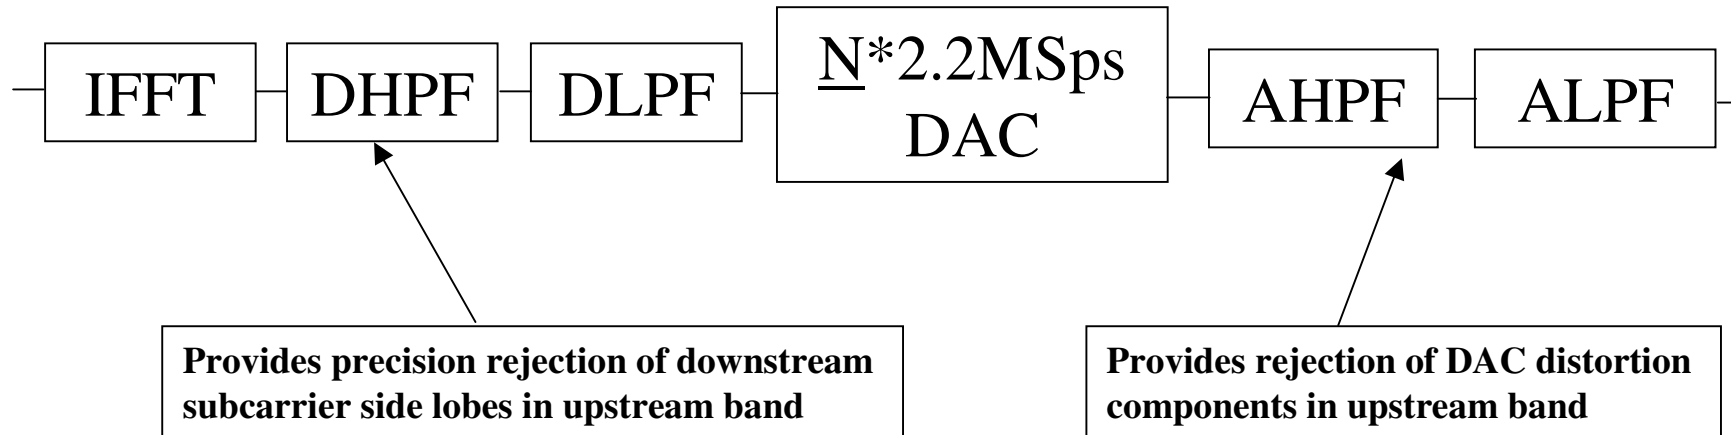 IFFT
DHPF
DLPF
N*2.2MSps
DAC
AHPF
ALPF
Provides precision rejection of downstream
subcarrier side lobes in upstream band
Provides rejection of DAC distortion
components in upstream band